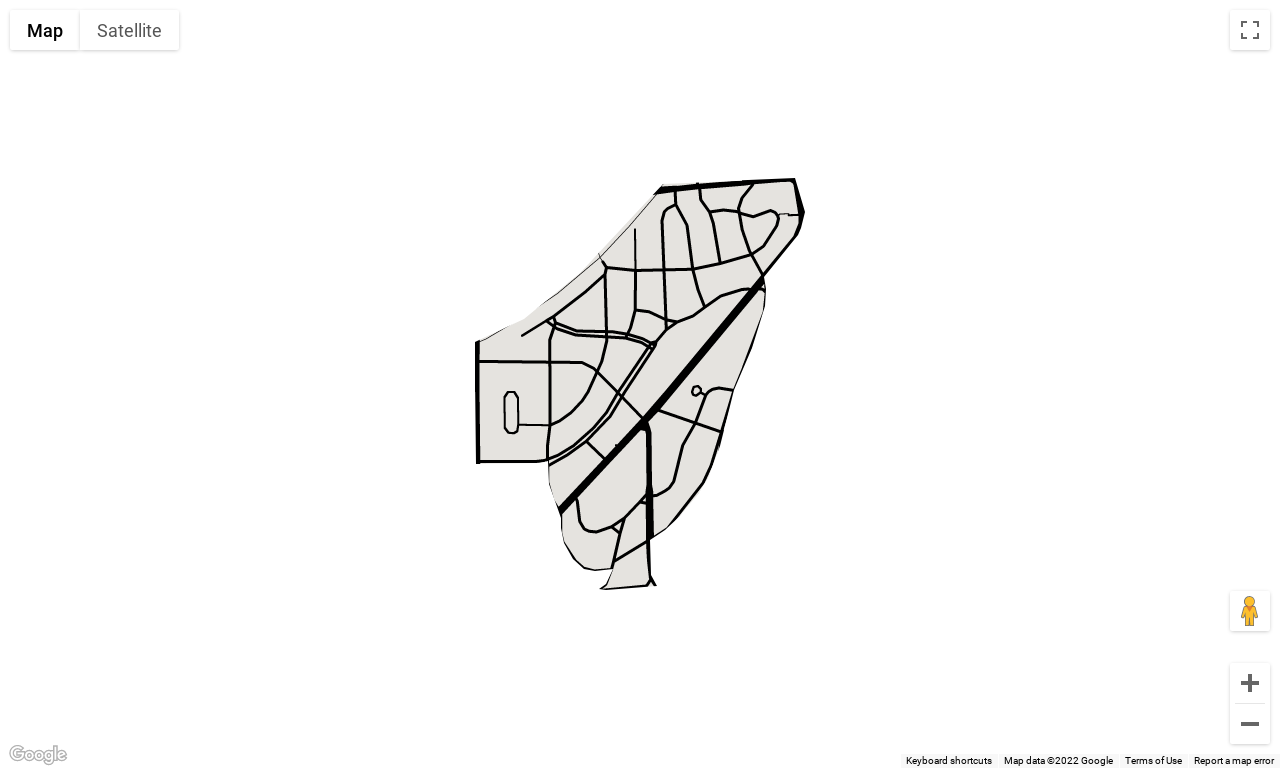 Map Satellite
Google
Keyboard shortcuts Map data ©2022 Google Terms of Use Report a map error